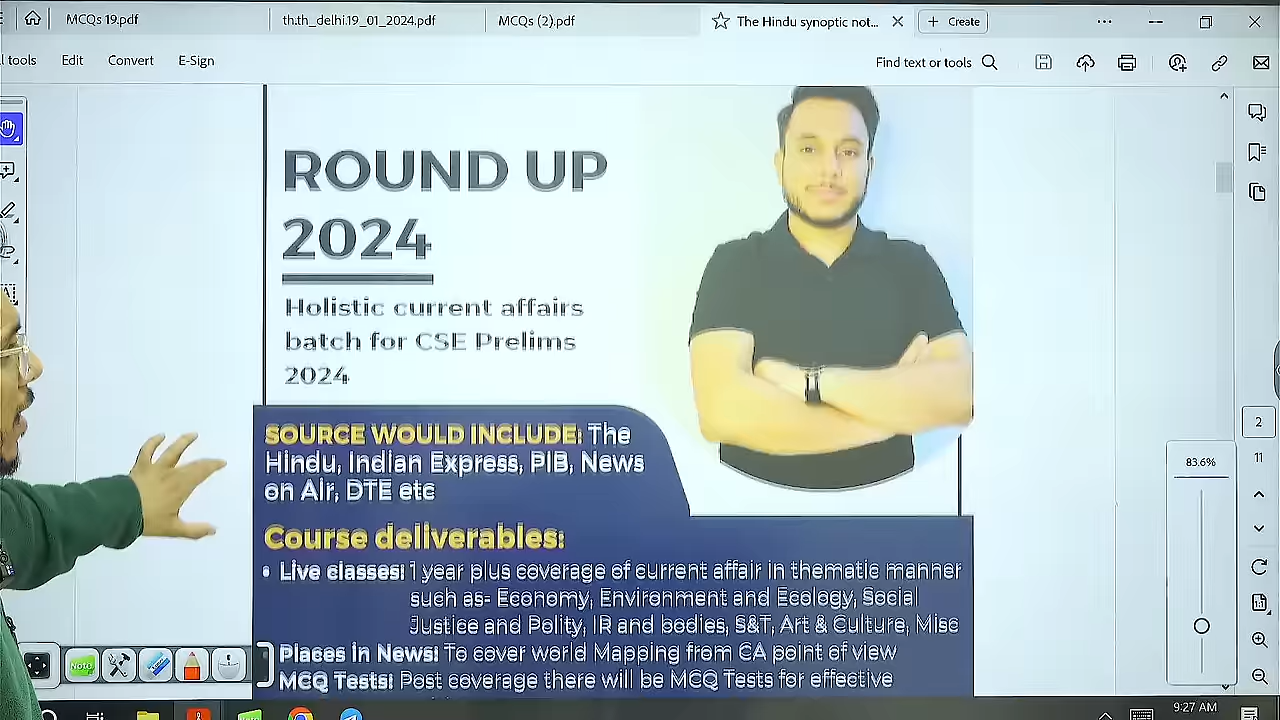 MCQs 19.pdf
th.th_delhi.19_01_2024.pdf
MCQs (2).pdf
The Hindu synoptic not...
+ Create
l tools
Edit
Convert
E-Sign
Find text or tools
ROUND UP
2024
Holistic current affairs
batch for CSE Prelims
2024
SOURCE WOULD INCLUDE: The
Hindu, Indian Express, PIB, News
on Air, DTE etc
Course deliverables:
• Live classes: 1 year plus coverage of current affair in thematic manner
such as- Economy, Environment and Ecology, Social
Justice and Polity, IR and bodies, S&T, Art & Culture, Misc
Places in News: To cover world Mapping from CA point of view
MCQ Tests: Post coverage there will be MCQ Tests for effective
2
11
83.6%
Note
9:27 AM